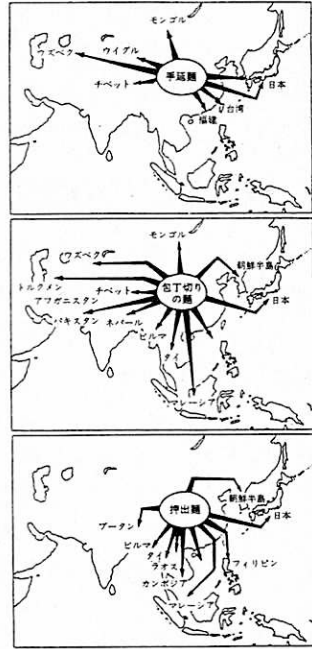 モンゴル
ウズベク
ウイグル
チベット
手延麺
日本
台湾
福建
モンゴル
ウズベク
朝鮮半島
トルクメン
アフガニスタン
チベット
包丁切り
の麺
日本
パキスタン
ネパール
ビルマ
タイ
マレーシア
押出麺
朝鮮半島
日本
ブータン
ビルマ
タイ
ラオス
カンボジア
フィリピン
マレーシア